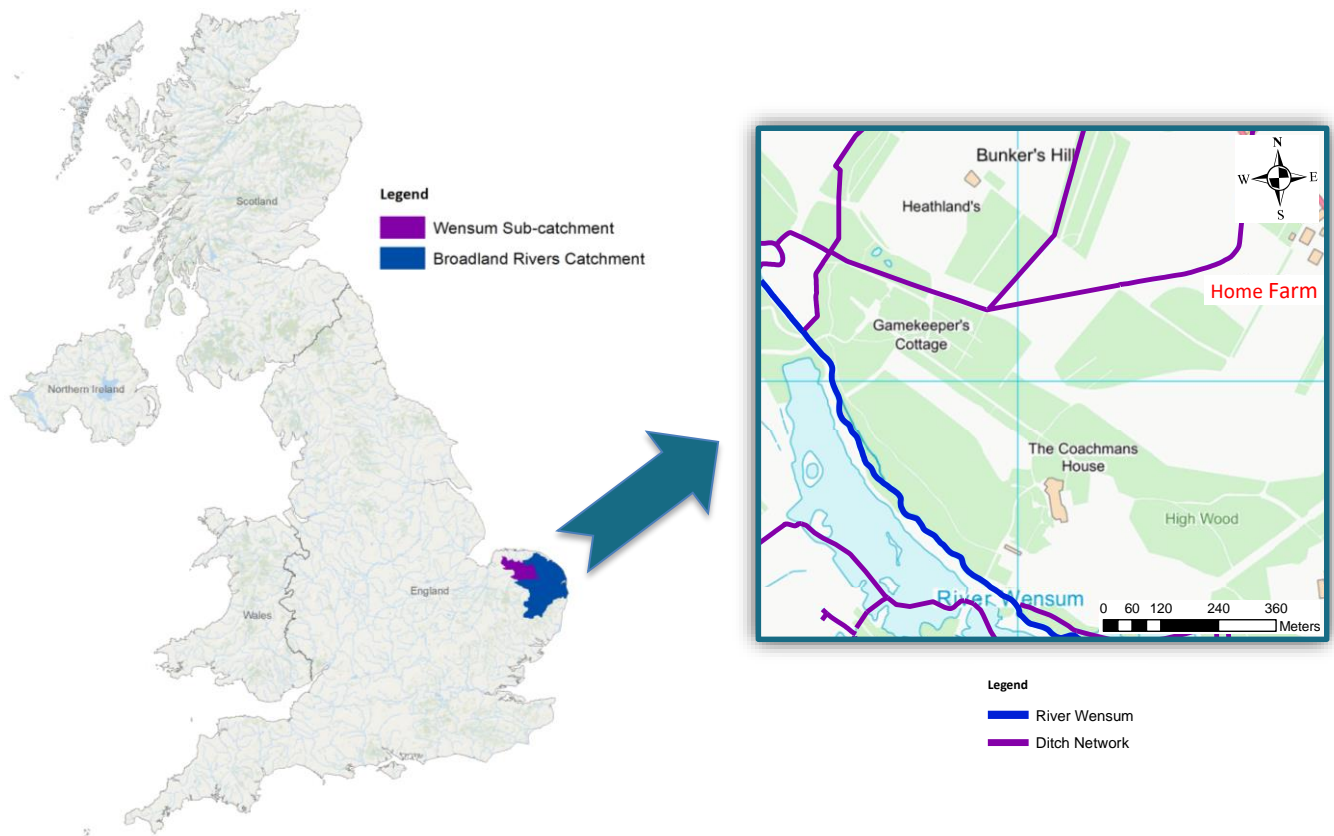 Legend
Wensum Sub-catchment
Broadland Rivers Catchment
Scotland
Northern Ireland
England
Wales
Bunker's Hill
Heathland's
N
W
E
S
Home Farm
Gamekeeper's
Cottage
The Coachmans
House
High Wood
River Wensum
0 60 120 240 360
Meters
Legend
River Wensum
Ditch Network